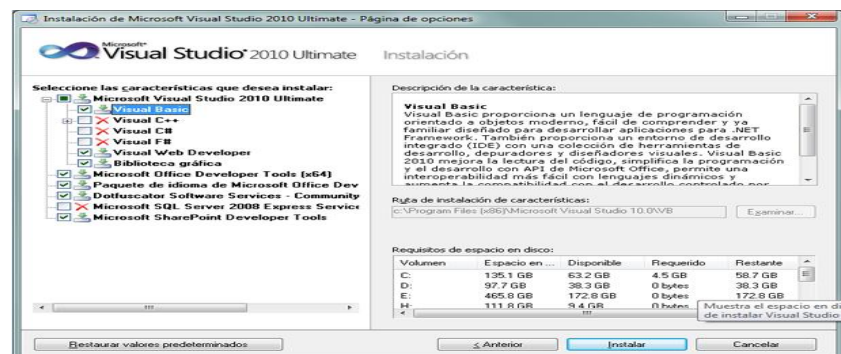 Instalación de Microsoft Visual Studio 2010 Ultimate - Página de opciones
Microsoft
Visual Studio 2010 Ultimate
Instalación
Seleccione las características que desea instalar:
Microsoft Visual Studio 2010 Ultimate
Visual Basic
Visual C++
Visual C#
Visual F#
Visual Web Developer
Biblioteca gráfica
Microsoft Office Developer Tools (x64)
Paquete de idioma de Microsoft Office Dev
Dotfuscator Software Services - Community
Microsoft SQL Server 2008 Express Service
Microsoft SharePoint Developer Tools
Descripción de la característica:
Visual Basic
Visual Basic proporciona un lenguaje de programación
orientado a objetos moderno, fácil de comprender y ya
familiar diseñado para desarrollar aplicaciones para .NET
Framework. También proporciona un entorno de desarrollo
integrado (IDE) con una colección de herramientas de
desarrollo, depuradores y diseñadores visuales. Visual Basic
2010 mejora la lectura del código, simplifica la programación
y el desarrollo con API de Microsoft Office, permite una
interoperabilidad más fácil con lenguajes dinámicos y
aumenta la compatibilidad con el desarrollo controlado por
Ruta de instalación de características:
c:\Program Files (x86)\Microsoft Visual Studio 10.0\VB
Examinar...
Requisitos de espacio en disco:
Volumen Espacio en ... Disponible Requerido Restante
C: 135.1 GB 63.2 GB 4.5 GB 58.7 GB
D: 97.7 GB 38.3 GB 0 bytes 38.3 GB
E: 465.8 GB 172.8 GB 0 bytes 172.8 GB
H: 111.8 GB 9.4 GB 0 bytes
Muestra el espacio en di
de instalar Visual Studio
Restaurar valores predeterminados
< Anterior
Instalar
Cancelar